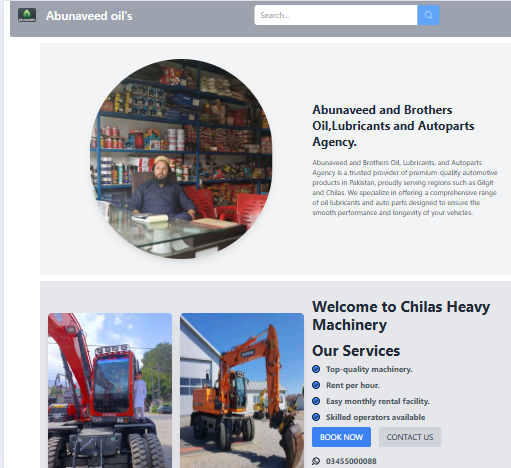 Abunaveed oil's
Search...
Abunaveed and Brothers
Oil,Lubricants and Autoparts
Agency.
Abunaveed and Brothers Oil, Lubricants, and Autoparts
Agency is a trusted provider of premium-quality automotive
products in Pakistan, proudly serving regions such as Gilgit
and Chilas. We specialize in offering a comprehensive range
of oil lubricants and auto parts designed to ensure the
smooth performance and longevity of your vehicles.
Welcome to Chilas Heavy
Machinery
Our Services
Top-quality machinery.
Rent per hour.
Easy monthly rental facility.
Skilled operators available
BOOK NOW
CONTACT US
03455000088